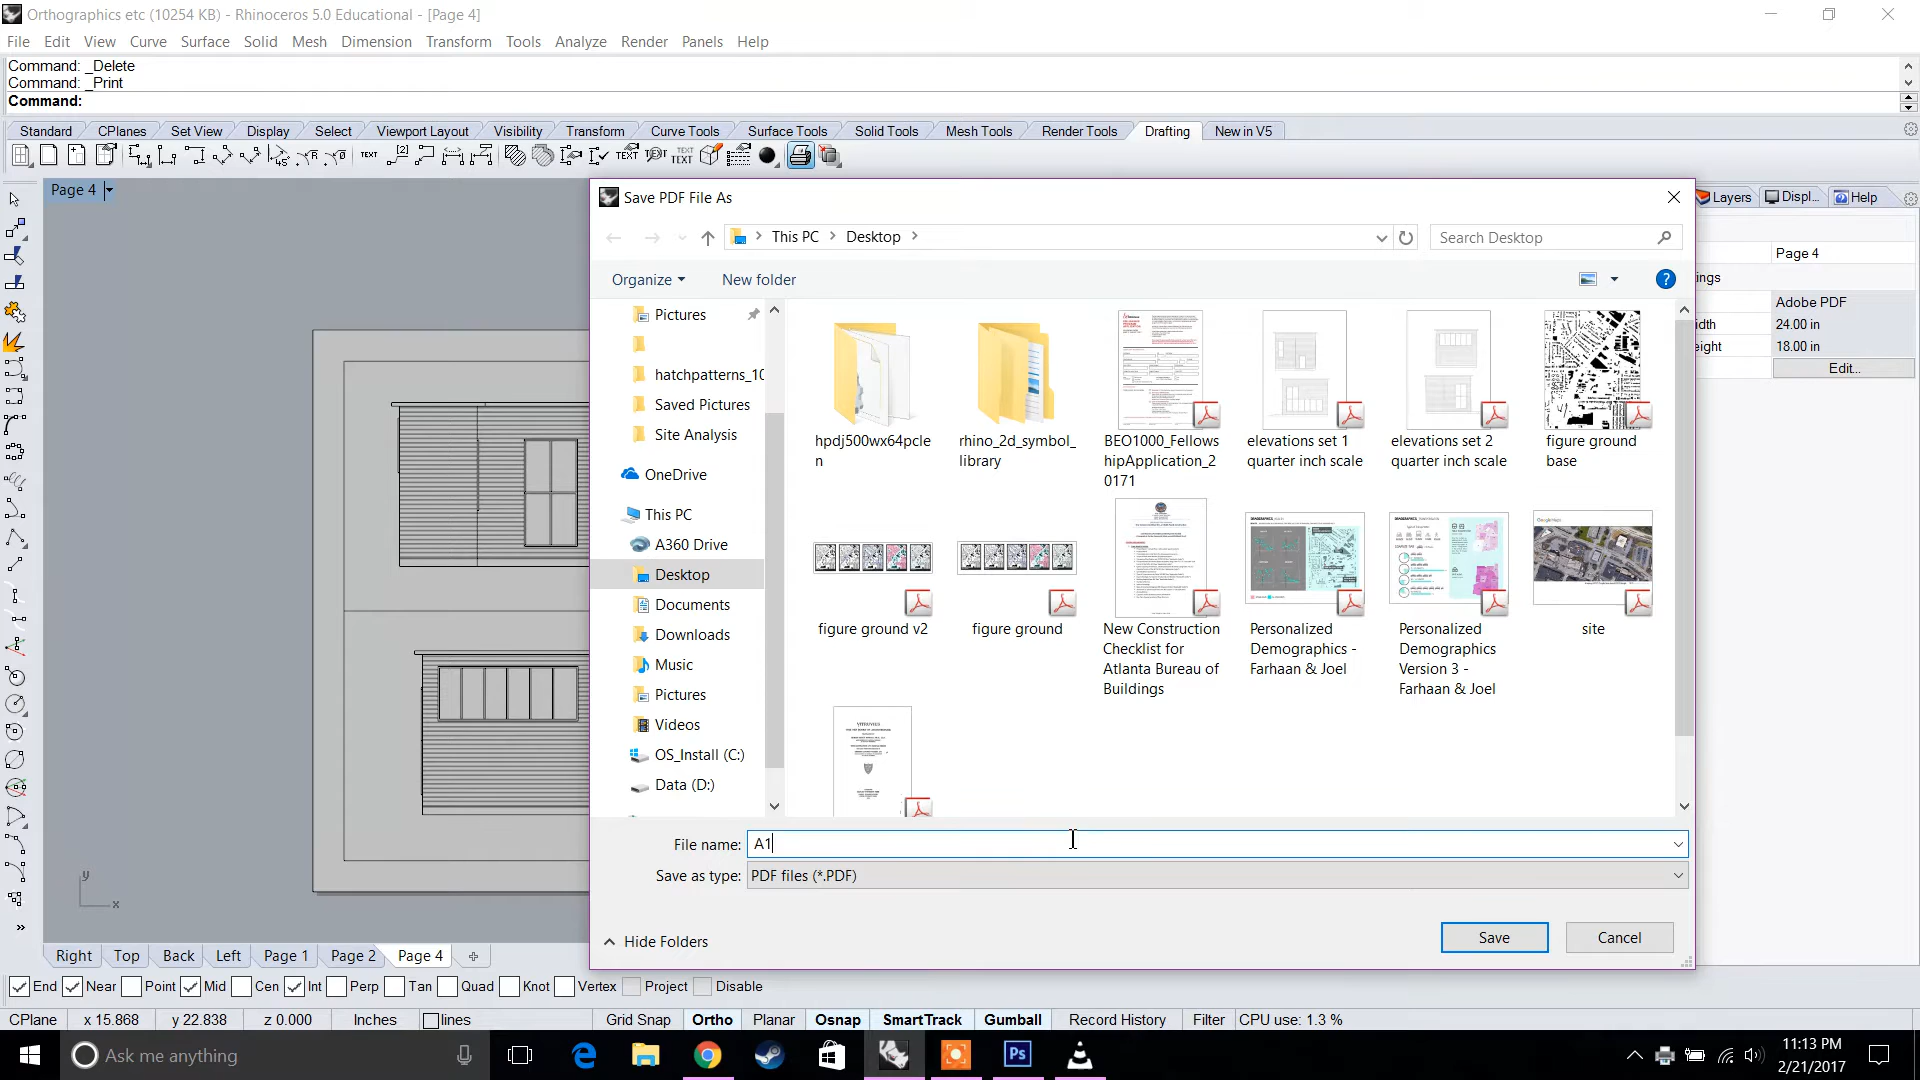 Orthographics etc (10254 KB) - Rhinoceros 5.0 Educational - [Page 4]
File Edit View Curve Surface Solid Mesh Dimension Transform Tools Analyze Render Panels Help
Command: _Delete
Command: _Print
Command:
Standard CPlanes Set View Display Select Viewport Layout Visibility Transform Curve Tools Surface Tools Solid Tools Mesh Tools Render Tools Drafting New in V5
Page 4
Save PDF File As
Layers Displ... Help
This PC Desktop
Search Desktop
Page 4
Organize New folder
ings
Adobe PDF
idth 24.00 in
eight 18.00 in
Edit...
Pictures
hatchpatterns_10
Saved Pictures
Site Analysis
OneDrive
This PC
A360 Drive
Desktop
Documents
Downloads
Music
Pictures
Videos
OS_Install (C:)
Data (D:)
hpdj500wx64pcle
n
rhino_2d_symbol_
library
BEO1000_Fellows
hipApplication_2
0171
elevations set 1
quarter inch scale
elevations set 2
quarter inch scale
figure ground
base
figure ground v2
figure ground
New Construction
Checklist for
Atlanta Bureau of
Buildings
Personalized
Demographics -
Farhaan & Joel
Personalized
Demographics
Version 3 -
Farhaan & Joel
site
VITRUVIUS
File name: A1
Save as type: PDF files (*.PDF)
Hide Folders
Save Cancel
y
x
Right Top Back Left Page 1 Page 2 Page 4
End Near Point Mid Cen Int Perp Tan Quad Knot Vertex Project Disable
CPlane x 15.868 y 22.838 z 0.000 Inches lines Grid Snap Ortho Planar Osnap SmartTrack Gumball Record History Filter CPU use: 1.3 %
Ask me anything
Ps
11:13 PM
2/21/2017